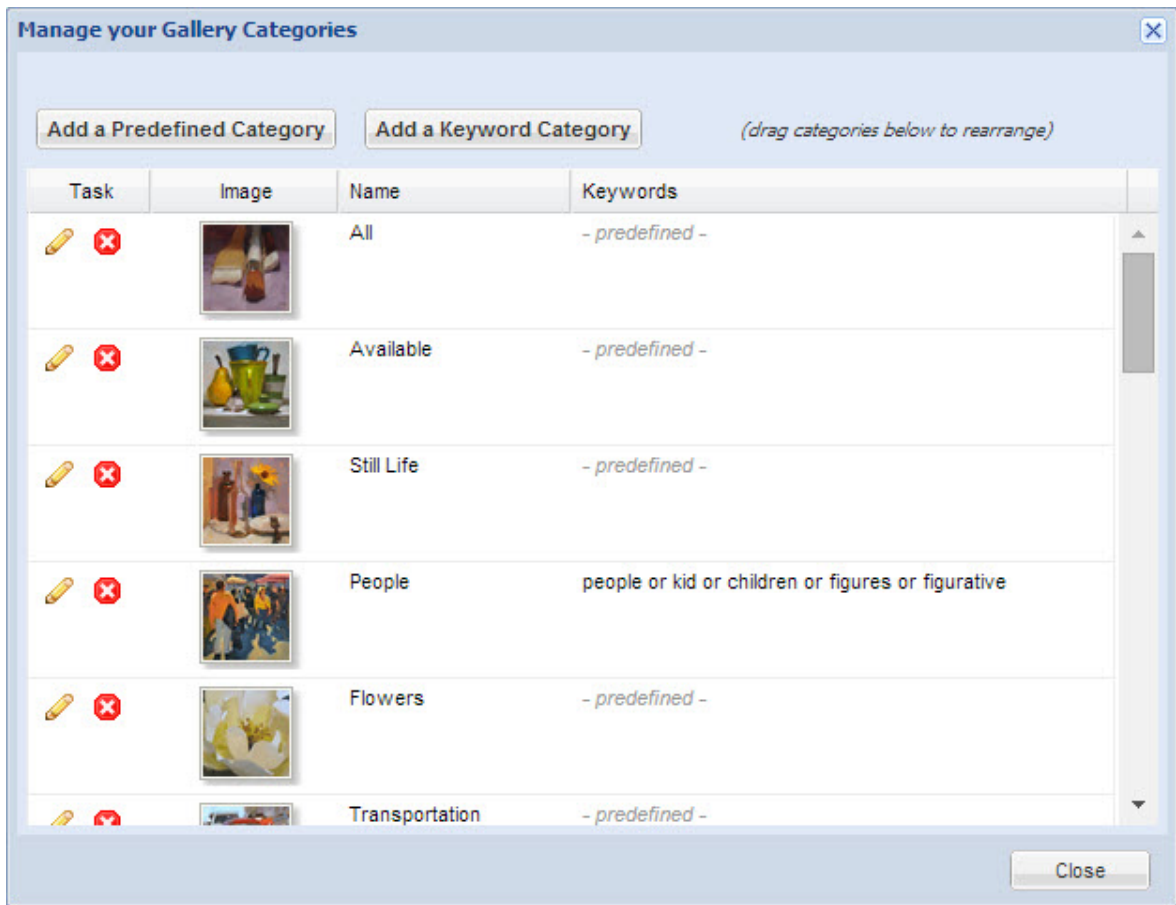 Manage your Gallery Categories
Add a Predefined Category Add a Keyword Category (drag categories below to rearrange)
Task Image Name Keywords
All - predefined -
Available - predefined -
Still Life - predefined -
People people or kid or children or figures or figurative
Flowers - predefined -
Transportation - predefined -
Close